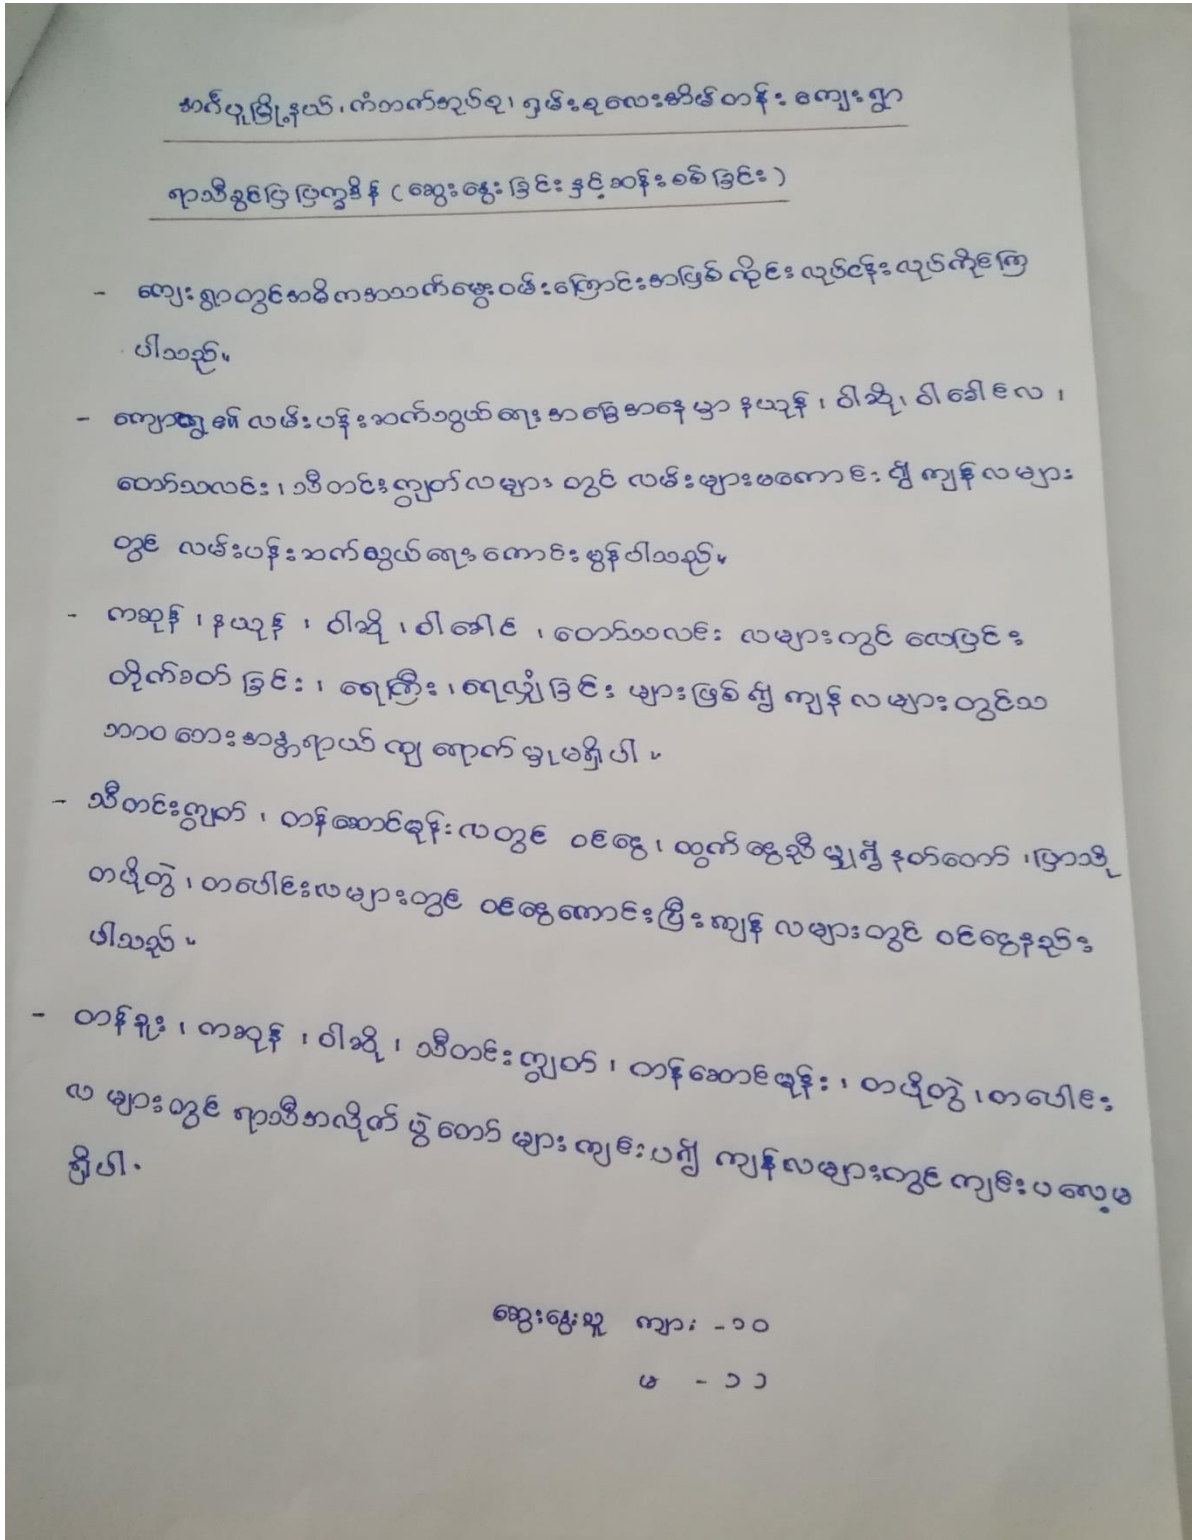 အင်္ဂပူမြို့နယ်၊ ကံဘက်အုပ်စု၊ ရှမ်းစုလေးအိမ်တန်းကျေးရွာ
ရာသီခွင်ပြပြက္ခဒိန် (ဆွေးနွေးခြင်းနှင့်ဆန်းစစ်ခြင်း)
- ကျေးရွာတွင်အဓိကအသက်မွေးဝမ်းကြောင်းအဖြစ်ကိုင်းလုပ်ငန်းလုပ်ကိုင်ကြ
ပါသည်။
- ကျေးရွာ၏လမ်းပန်းဆက်သွယ်ရေးအခြေအနေမှာ နယုန်၊ ဝါဆို၊ ဝါခေါင်လ၊
တော်သလင်း၊ သီတင်းကျွတ်လများ တွင် လမ်းများမကောင်း၍ ကျန်လများ
တွင် လမ်းပန်းဆက်သွယ်ရေးကောင်းမွန်ပါသည်။
- ကဆုန်၊ နယုန်၊ ဝါဆို၊ ဝါခေါင်၊ တော်သလင်း လများတွင် လေပြင်း
တိုက်ခတ်ခြင်း၊ ရေကြီး၊ ရေလျှံခြင်း များဖြစ်၍ ကျန်လများတွင်သ
ဘာဝဘေးအန္တရာယ် ကျရောက်မှုမရှိပါ။
- သီတင်းကျွတ်၊ တန်ဆောင်မုန်းလတွင် ဝင်ငွေ၊ ထွက်ငွေညီမျှ၍ နတ်တော်၊ ပြာသို
တပို့တွဲ၊ တပေါင်းလများတွင် ဝင်ငွေကောင်းပြီးကျန်လများတွင် ဝင်ငွေနည်း
ပါသည်။
- တန်ခူး၊ ကဆုန်၊ ဝါဆို၊ သီတင်းကျွတ်၊ တန်ဆောင်မုန်း၊ တပို့တွဲ၊ တပေါင်း
လများတွင် ရာသီအလိုက် ပွဲတော်များကျင်းပ၍ ကျန်လများတွင်ကျင်းပလေ့မ
ရှိပါ။
ဆွေးနွေးသူ ကျား - ၁၀
မ - ၁၁